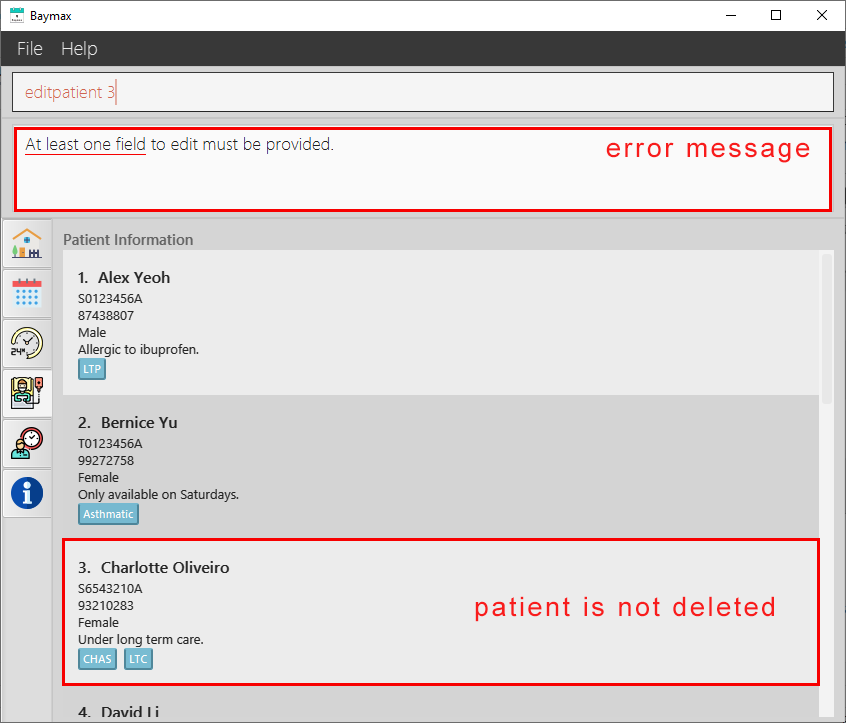 Baymax
File Help
editpatient 3
At least one field to edit must be provided.
error message
Patient Information
1. Alex Yeoh
S0123456A
87438807
Male
Allergic to ibuprofen.
LTP
2. Bernice Yu
T0123456A
99272758
Female
Only available on Saturdays.
Asthmatic
24H
3. Charlotte Oliveiro
S6543210A
93210283
Female
Under long term care.
CHAS LTC
patient is not deleted
4. David Li